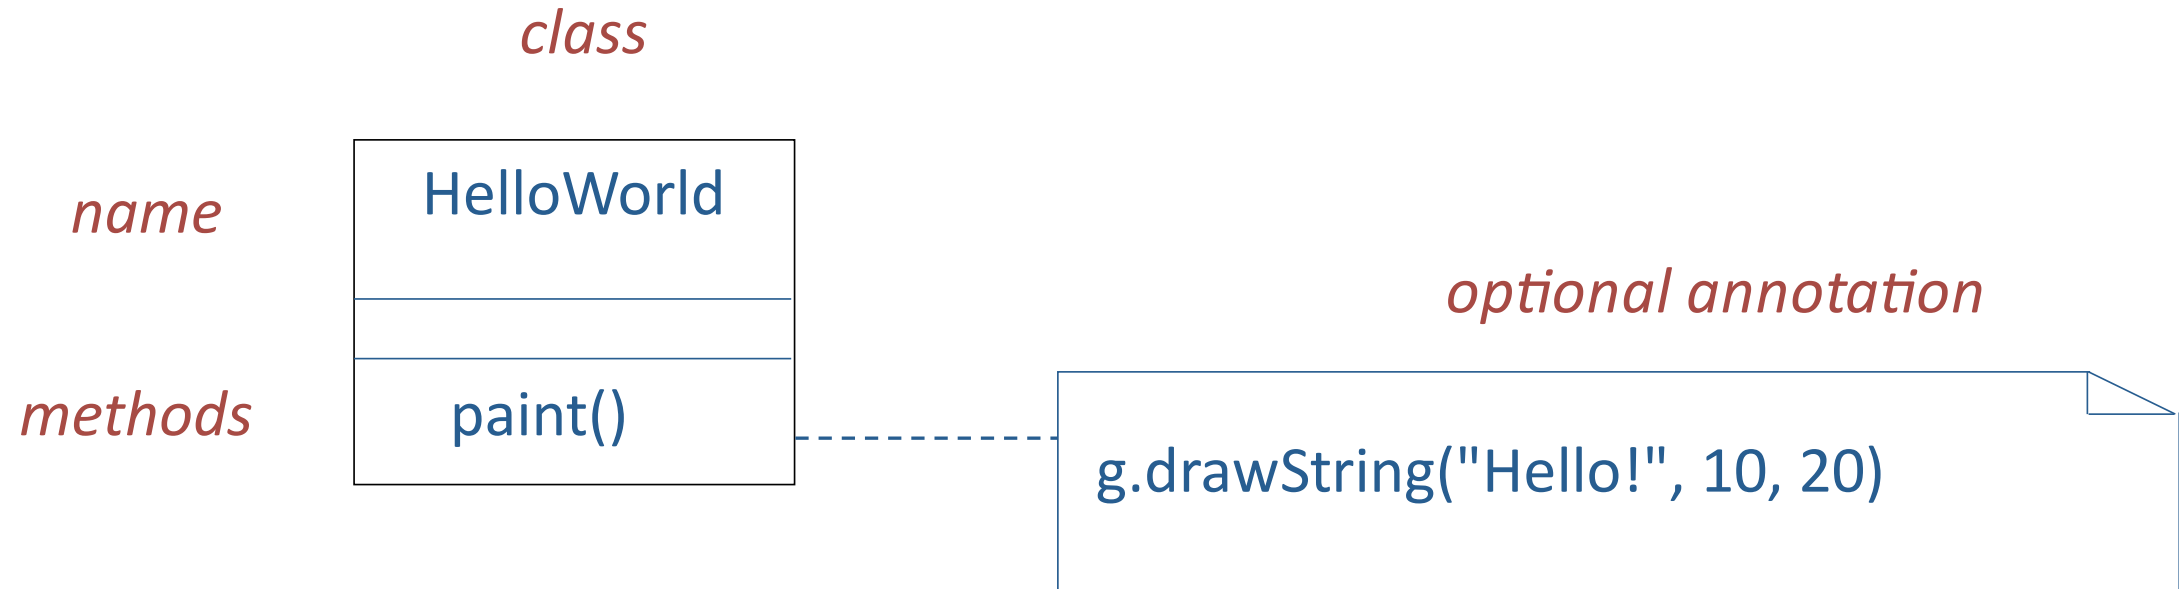 class
name
HelloWorld
optional annotation
methods
paint()
g.drawString("Hello!", 10, 20)